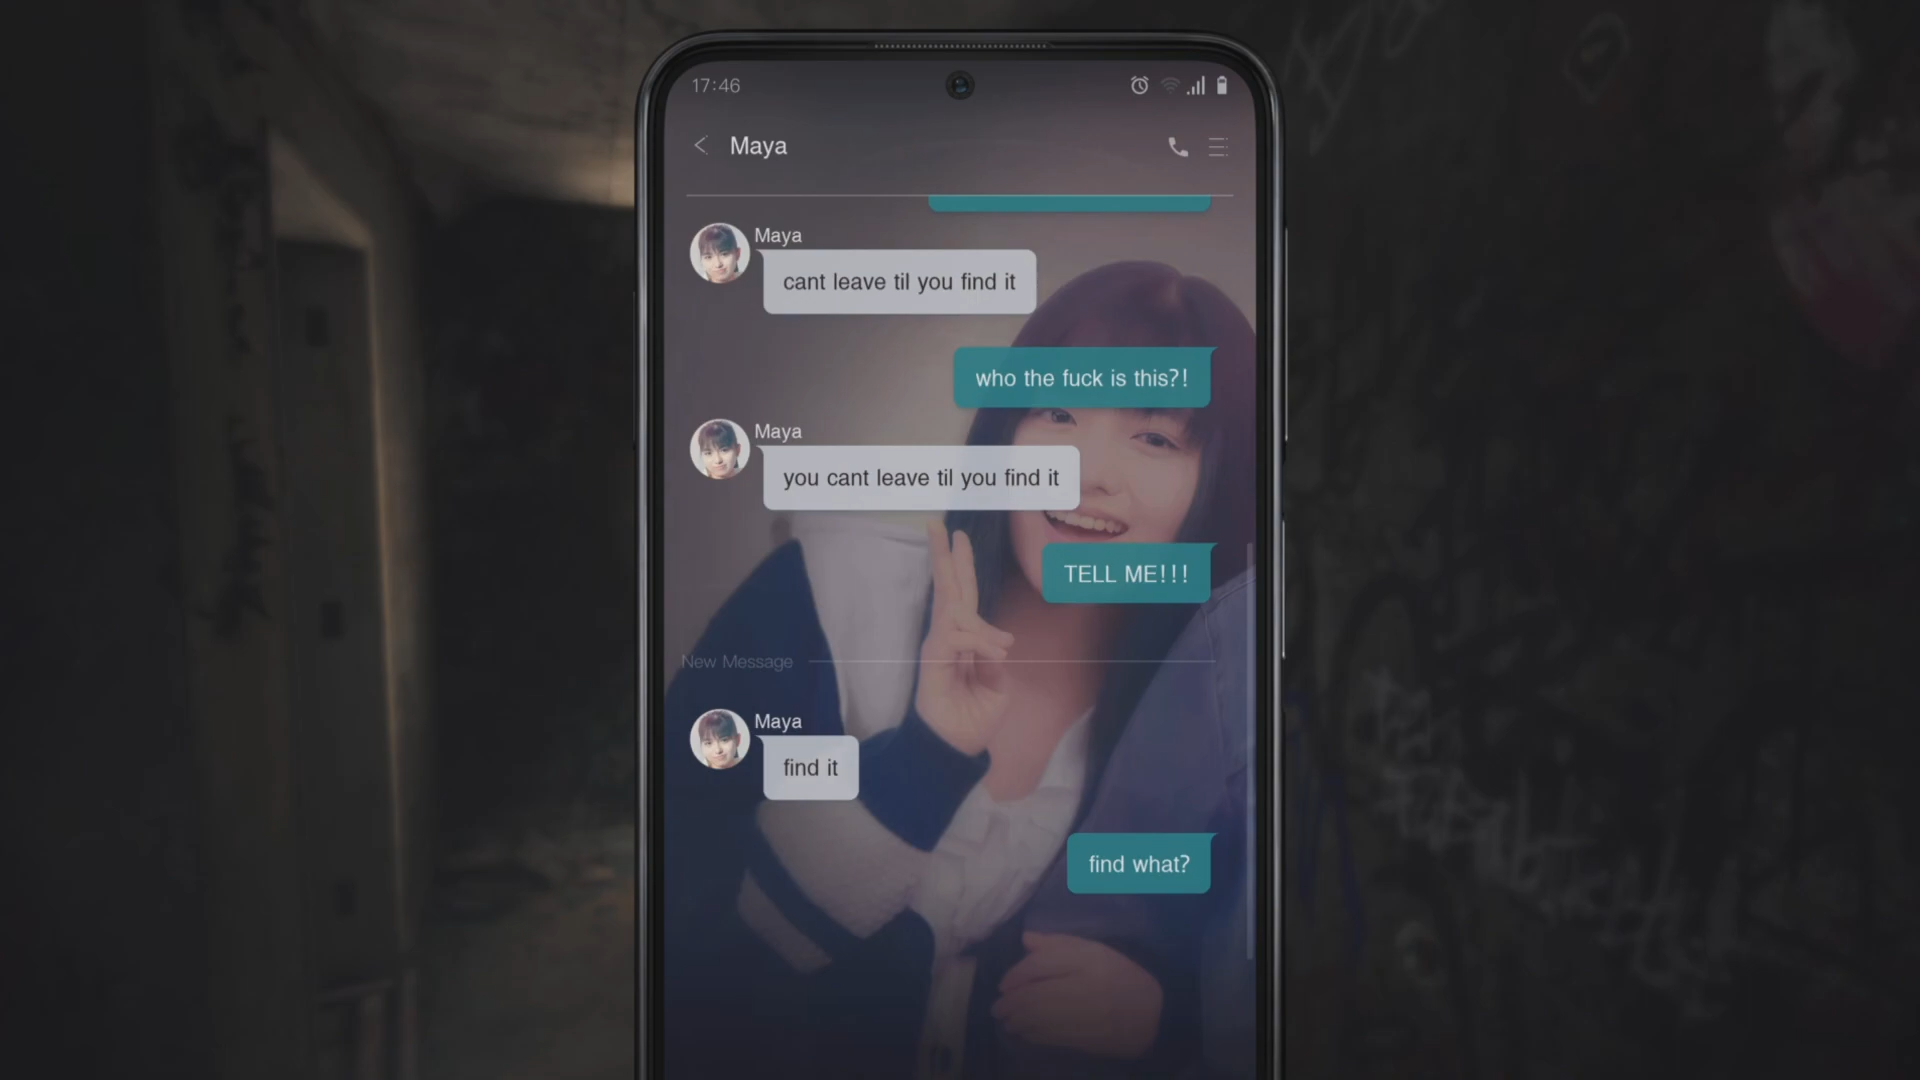 17:46
Maya
Maya
cant leave til you find it
who the fuck is this?!
Maya
you cant leave til you find it
TELL ME!!!
New Message
Maya
find it
find what?